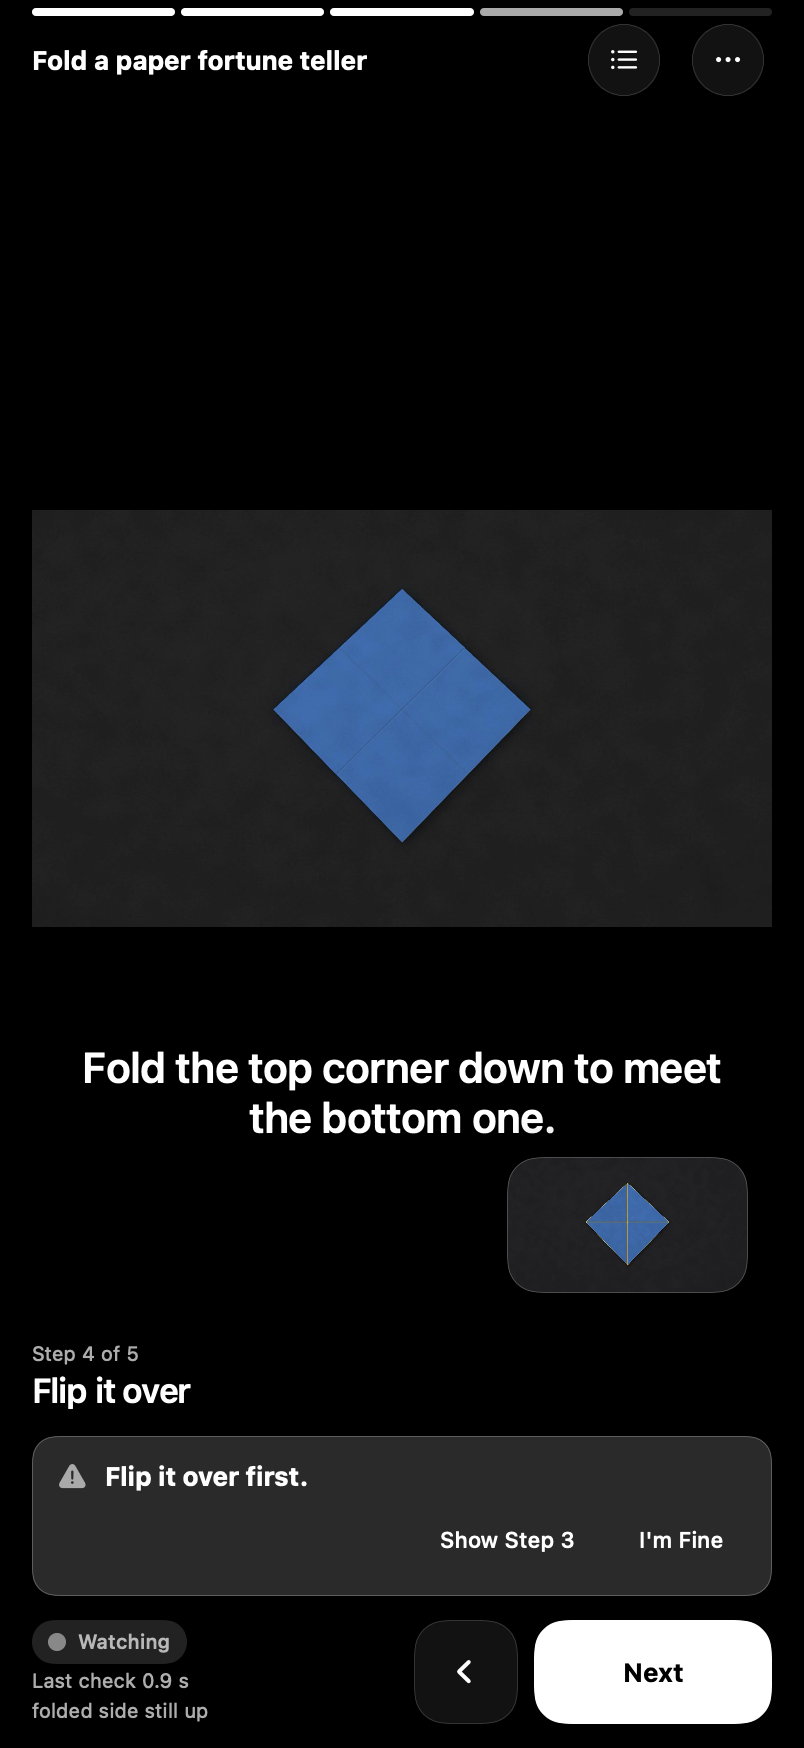 Fold a paper fortune teller
Fold the top corner down to meet
the bottom one.
Step 4 of 5
Flip it over
Flip it over first.
Show Step 3
I'm Fine
Watching
Last check 0.9 s
folded side still up
Next